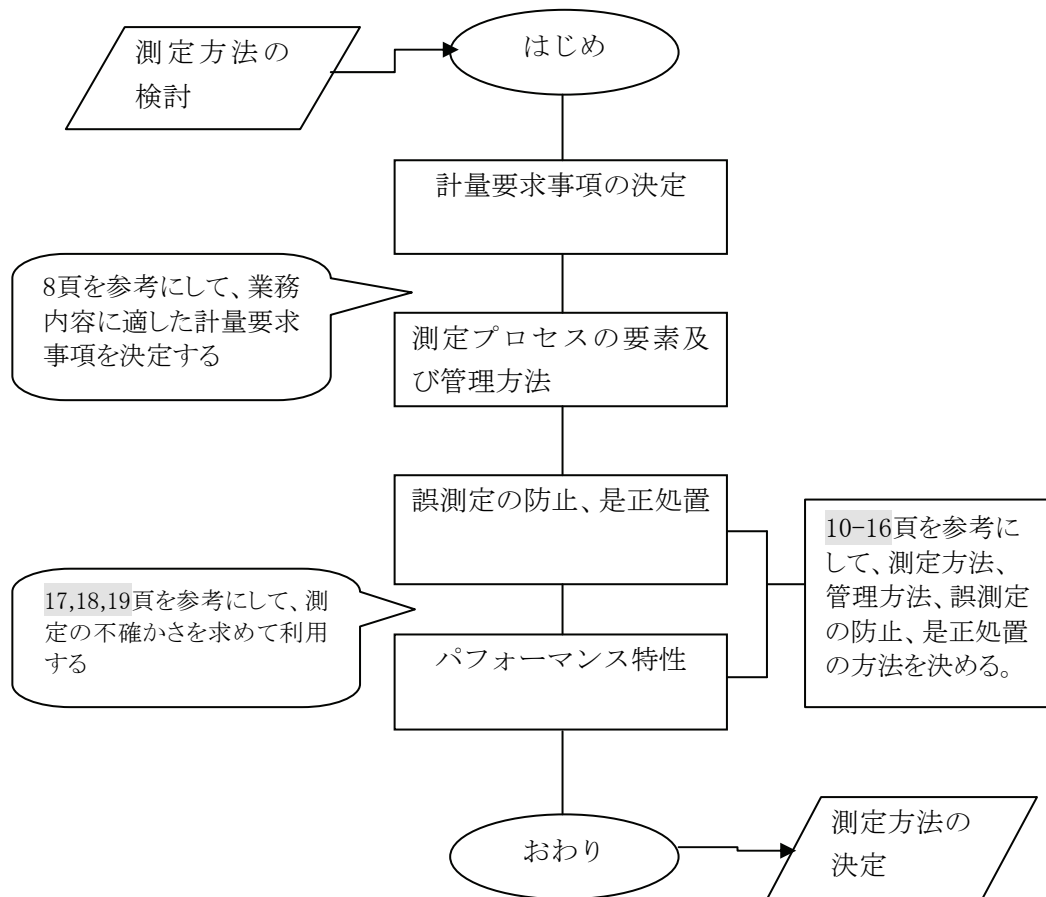 測定方法の
検討
はじめ
計量要求事項の決定
8頁を参考にして、業務
内容に適した計量要求
事項を決定する
測定プロセスの要素及
び管理方法
誤測定の防止、是正処置
10-16頁を参考に
して、測定方法、
管理方法、誤測定
の防止、是正処置
の方法を決める。
17,18,19頁を参考にして、測
定の不確かさを求めて利用
する
パフォーマンス特性
おわり
測定方法の
決定